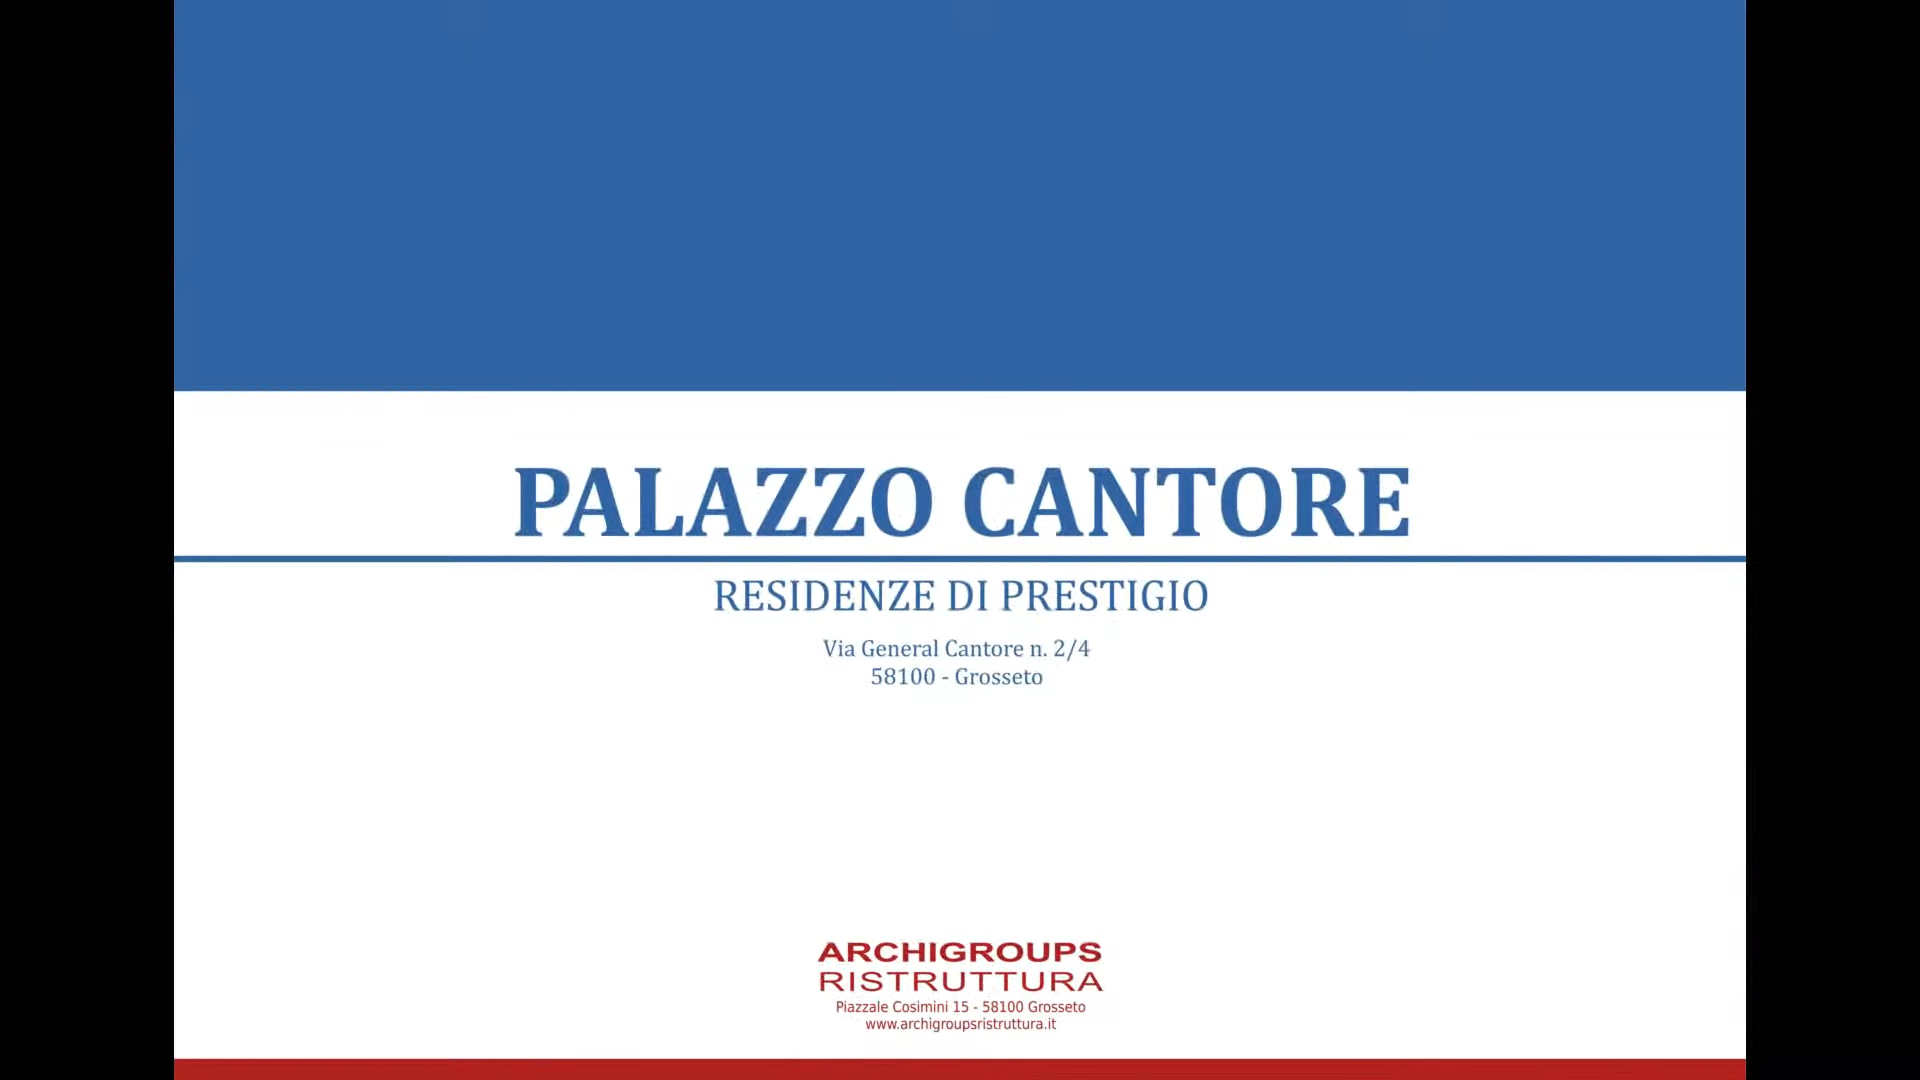 PALAZZO CANTORE
RESIDENZE DI PRESTIGIO
Via General Cantore n. 2/4
58100 - Grosseto
ARCHIGROUPS
RISTRUTTURA
Piazzale Cosimini 15 - 58100 Grosseto
www.archigroupsristruttura.it